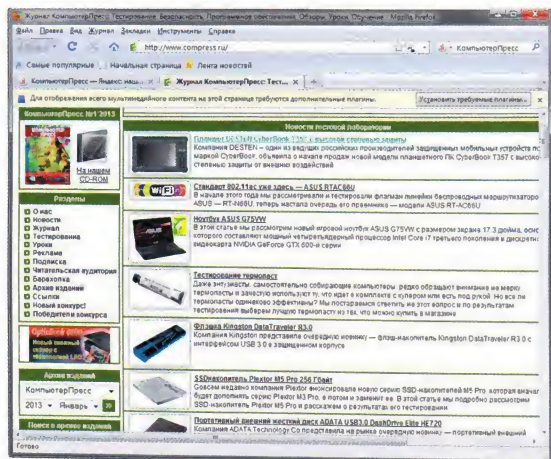 Журнал КомпьютерПресс: Тестирование, Безопасность, Программное обеспечение, Обзоры, Уроки, Обучение - Mozilla Firefox
Файл Правка Вид Журнал Закладки Инструменты Справка
http://www.compress.ru/
КомпьютерПресс
Самые популярные Начальная страница Лента новостей
КомпьютерПресс — Яндекс: наш...
Журнал КомпьютерПресс: Тест...
Для отображения всего мультимедийного контента на этой странице требуются дополнительные плагины.
Установить требуемые плагины...
КомпьютерПресс №1 2013
На нашем
CD-ROM
Разделы
О нас
Новости
Журнал
Тестирование
Уроки
Реклама
Подписка
Читательская аудитория
Барахолка
Архив изданий
Ссылки
Новый конкурс!
Победители конкурса
Архив изданий
КомпьютерПресс
2013 Январь
Поиск в архиве изданий
Новости тестовой лаборатории
Планшет DESTEN CyberBook T357 с высокой степенью защиты
Компания DESTEN – один из ведущих российских производителей защищенных мобильных устройств по
маркой CyberBook, объявила о начале продаж новой модели планшетного ПК CyberBook T357 с высоко
степенью защиты от внешних воздействий
WiFi
Стандарт 802.11ac уже здесь — ASUS RTAC66U
В начале этого года мы рассматривали и тестировали флагман линейки беспроводных маршрутизаторо
ASUS — RT-N66U, теперь настала очередь его преемника — модели ASUS RT-AC66U
Ноутбук ASUS G75VW
В этой статье мы рассмотрим новый игровой ноутбук ASUS G75VW с размером экрана 17,3 дюйма, осно
которого составляют мощный четырехъядерный процессор Intel Core i7 третьего поколения и дискретн
видеокарта NVIDIA GeForce GTX 600-й серии
Тестирование термопаст
Даже энтузиасты, самостоятельно собирающие компьютеры, редко обращают внимание на марку
термопасты и зачастую используют ту, что идет в комплекте с кулером или есть под рукой. Но все ли
термопасты одинаково эффективны? Мы постараемся ответить на этот вопрос и по результатам
тестирования выберем лучшую термопасту из тех, что можно купить в магазине
Флэшка Kingston DataTraveler R3.0
Компания Kingston представила очередную новинку — флэш-накопитель Kingston DataTraveler R3.0 с
интерфейсом USB 3.0 в защищенном корпусе
SSD-накопитель Plextor M5 Pro 256 Гбайт
Совсем недавно компания Plextor анонсировала новую серию SSD-накопителей M5 Pro, которая вначал
будет дополнять серию Plextor M3 Pro, а потом и заменит ее. В этой статье мы подробно рассмотрим
SSD-накопитель Plextor M5 Pro и расскажем о результатах его тестирования
Портативный внешний жесткий диск ADATA USB3.0 DashDrive Elite HE720
Компания ADATA Technology Co представила на рынке очередную новинку — портативный внешний
Готово